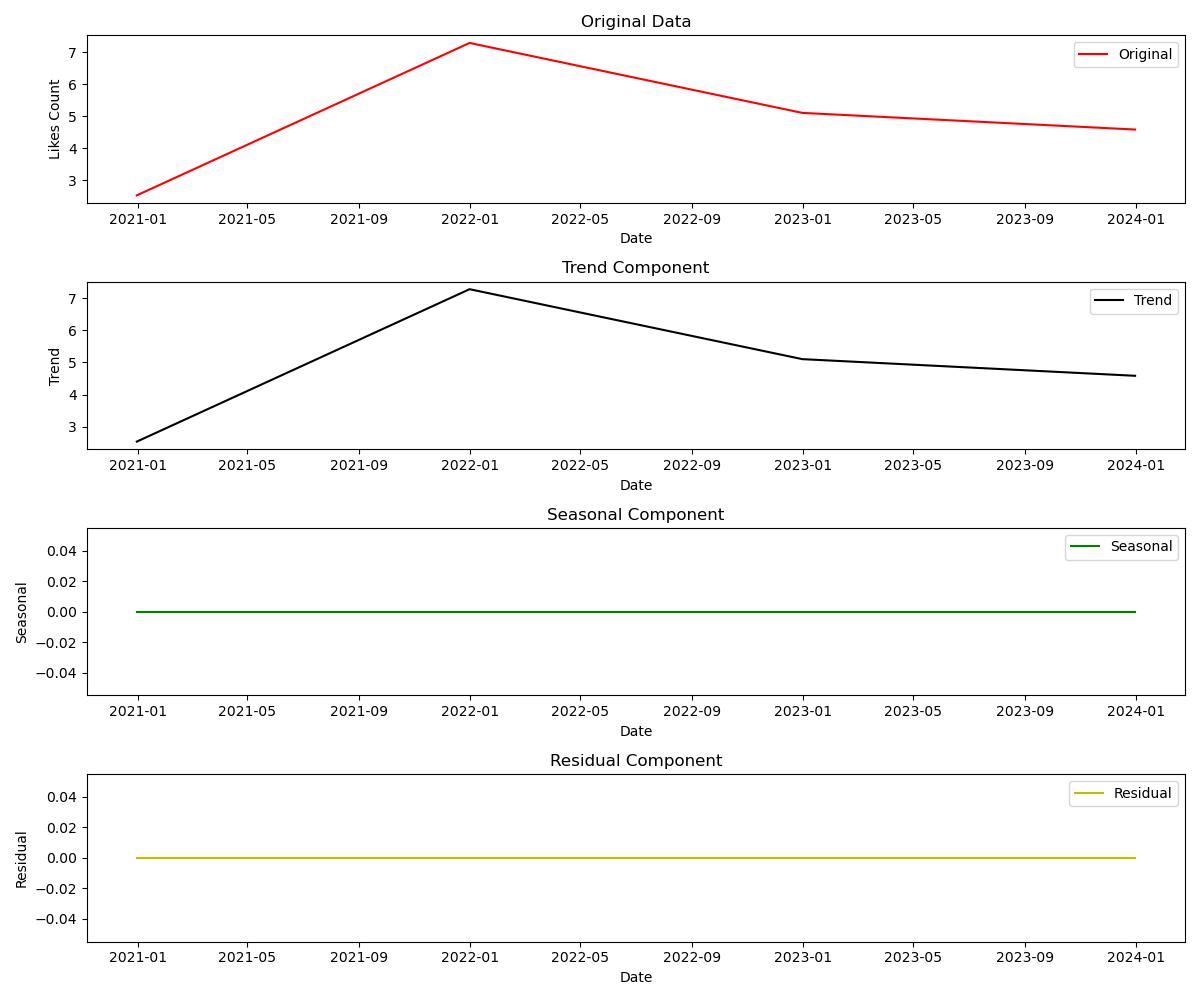 Original Data
Likes Count
7
6
5
4
3
Original
2021-01 2021-05 2021-09 2022-01 2022-05 2022-09 2023-01 2023-05 2023-09 2024-01
Date
Trend Component
Trend
7
6
5
4
3
Trend
2021-01 2021-05 2021-09 2022-01 2022-05 2022-09 2023-01 2023-05 2023-09 2024-01
Date
Seasonal Component
Seasonal
0.04
0.02
0.00
−0.02
−0.04
Seasonal
2021-01 2021-05 2021-09 2022-01 2022-05 2022-09 2023-01 2023-05 2023-09 2024-01
Date
Residual Component
Residual
0.04
0.02
0.00
−0.02
−0.04
Residual
2021-01 2021-05 2021-09 2022-01 2022-05 2022-09 2023-01 2023-05 2023-09 2024-01
Date